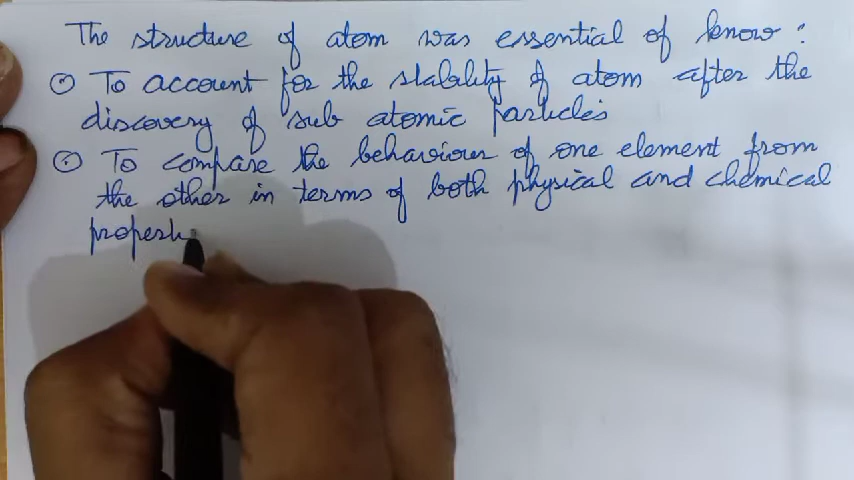 The structure of atom was essential of know :
⊙ To account for the stability of atom after the
discovery of sub atomic particles
⊙ To compare the behaviour of one element from
the other in terms of both physical and chemical
propert